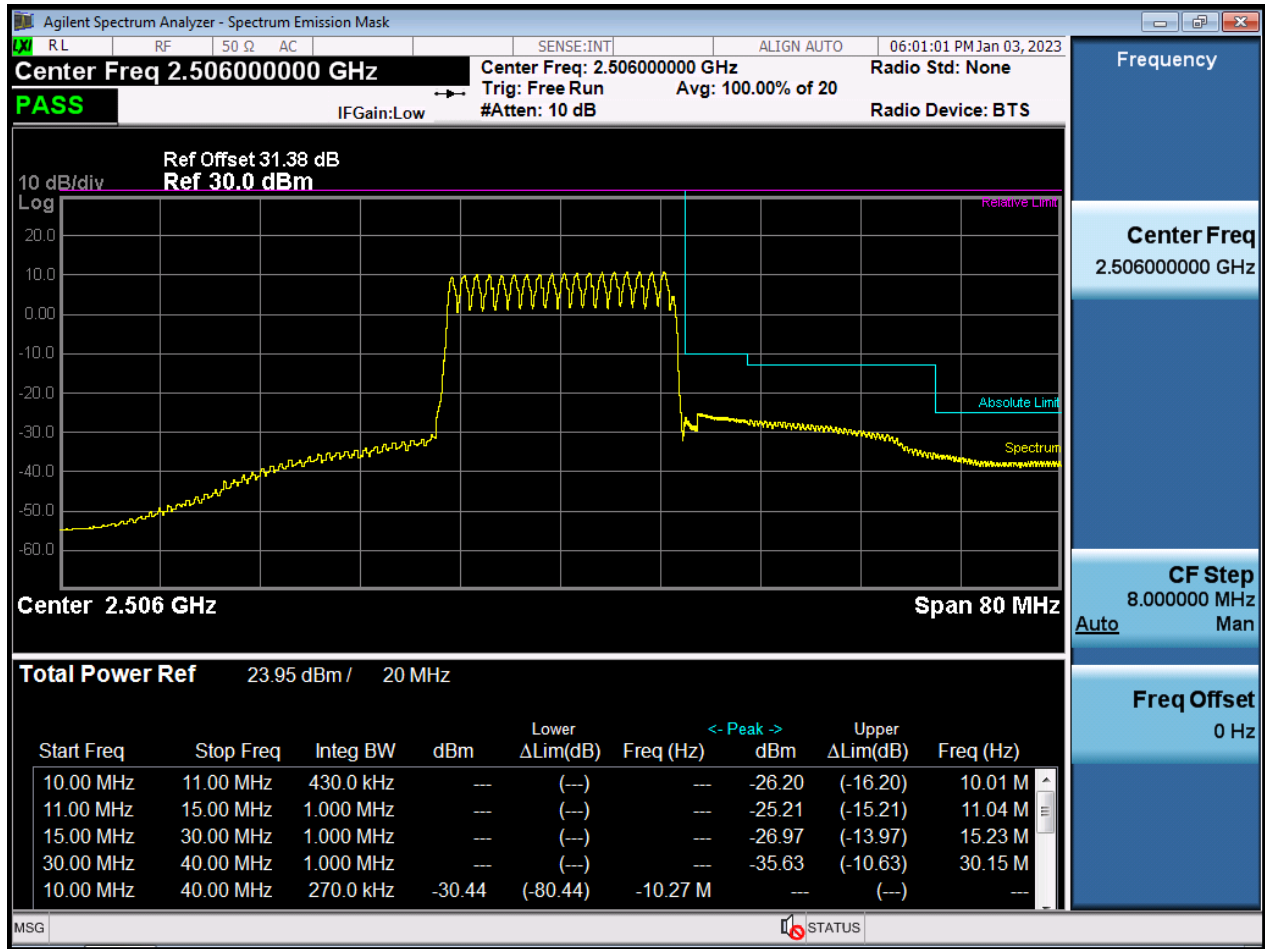 Agilent Spectrum Analyzer - Spectrum Emission Mask
LXI RL RF 50 Ω AC SENSE:INT ALIGN AUTO 06:01:01 PM Jan 03, 2023
Center Freq 2.506000000 GHz
Center Freq: 2.506000000 GHz
Radio Std: None
Trig: Free Run Avg: 100.00% of 20
PASS
IFGain:Low
#Atten: 10 dB
Radio Device: BTS
Ref Offset 31.38 dB
10 dB/div Ref 30.0 dBm
Log
Relative Limit
20.0
10.0
0.00
-10.0
-20.0
Absolute Limit
-30.0
Spectrum
-40.0
-50.0
-60.0
Center 2.506 GHz Span 80 MHz
Total Power Ref 23.95 dBm / 20 MHz
Lower <- Peak -> Upper
Start Freq Stop Freq Integ BW dBm ΔLim(dB) Freq (Hz) dBm ΔLim(dB) Freq (Hz)
10.00 MHz 11.00 MHz 430.0 kHz --- (---) --- -26.20 (-16.20) 10.01 M
11.00 MHz 15.00 MHz 1.000 MHz --- (---) --- -25.21 (-15.21) 11.04 M
15.00 MHz 30.00 MHz 1.000 MHz --- (---) --- -26.97 (-13.97) 15.23 M
30.00 MHz 40.00 MHz 1.000 MHz --- (---) --- -35.63 (-10.63) 30.15 M
10.00 MHz 40.00 MHz 270.0 kHz -30.44 (-80.44) -10.27 M --- (---) ---
MSG STATUS
Frequency
Center Freq
2.506000000 GHz
CF Step
8.000000 MHz
Auto Man
Freq Offset
0 Hz